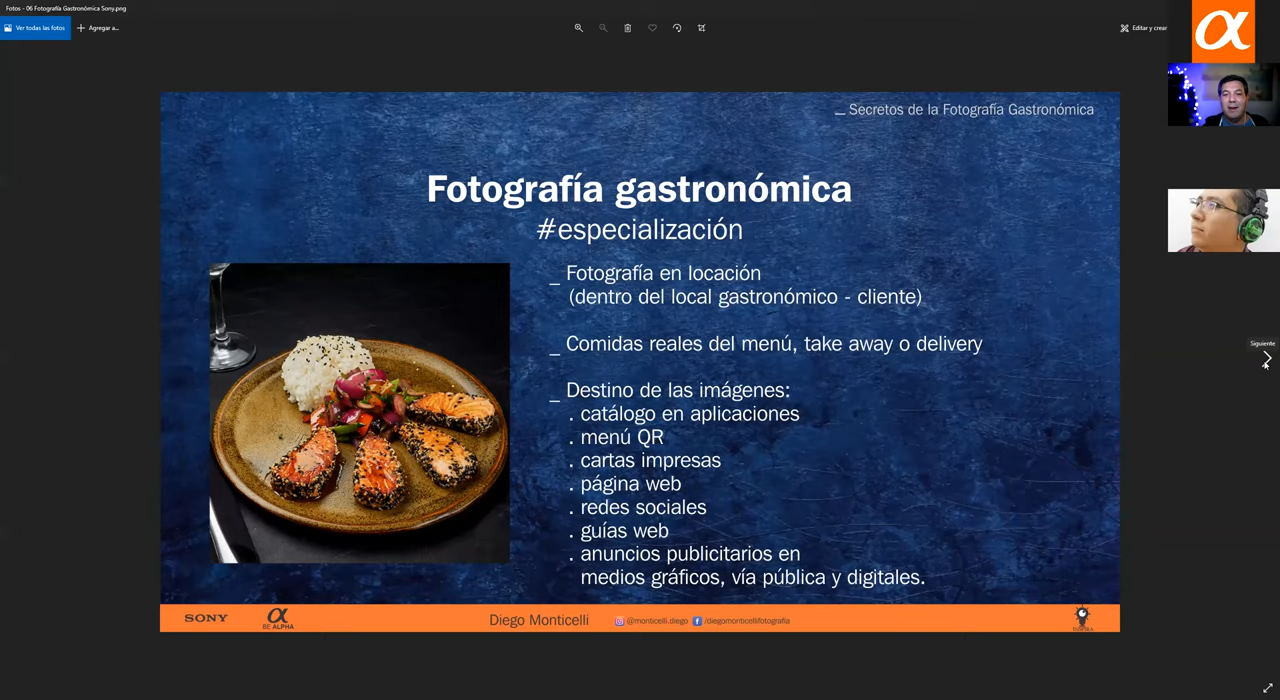 Fotos - 06 Fotografía Gastronómica Sony.png
Ver todas las fotos
Agregar a...
Editar y crear
_ Secretos de la Fotografía Gastronómica
Fotografía gastronómica
#especialización
_ Fotografía en locación
(dentro del local gastronómico - cliente)
_ Comidas reales del menú, take away o delivery
_ Destino de las imágenes:
. catálogo en aplicaciones
. menú QR
. cartas impresas
. página web
. redes sociales
. guías web
. anuncios publicitarios en
medios gráficos, vía pública y digitales.
Siguiente
SONY
α
BE ALPHA
Diego Monticelli
@monticelli.diego
/diegomonticellifotografia